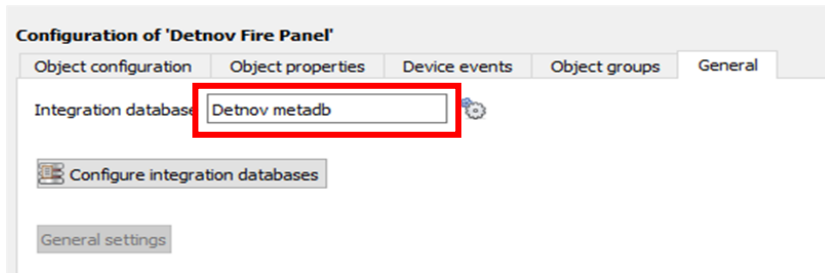 Configuration of 'Detnov Fire Panel'
Object configuration Object properties Device events Object groups General
Integration database Detnov metadb
Configure integration databases
General settings